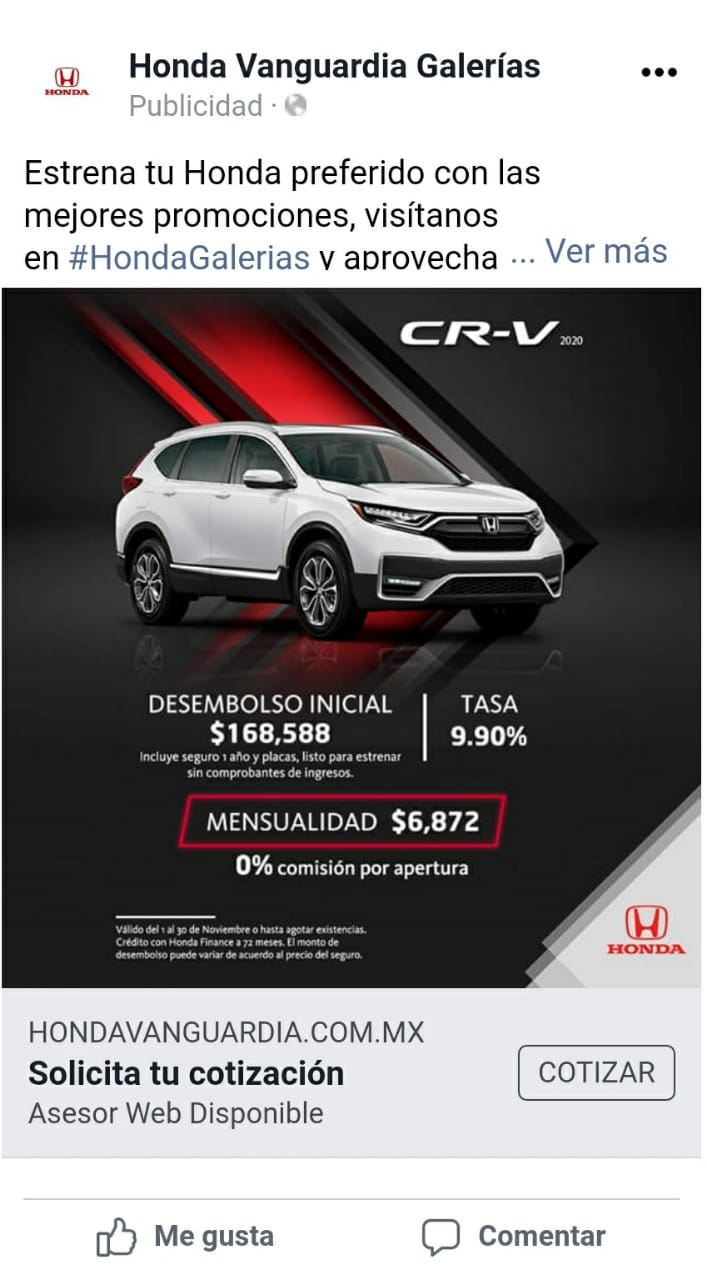 Honda Vanguardia Galerías
HONDA
Publicidad ·
Estrena tu Honda preferido con las
mejores promociones, visítanos
en #HondaGalerias y aprovecha ... Ver más
CR-V 2020
DESEMBOLSO INICIAL
$168,588
Incluye seguro 1 año y placas, listo para estrenar
sin comprobantes de ingresos.
TASA
9.90%
MENSUALIDAD $6,872
0% comisión por apertura
Válido del 1 al 30 de Noviembre o hasta agotar existencias.
Crédito con Honda Finance a 72 meses. El monto de
desembolso puede variar de acuerdo al precio del seguro.
HONDA
HONDAVANGUARDIA.COM.MX
Solicita tu cotización
Asesor Web Disponible
COTIZAR
Me gusta
Comentar